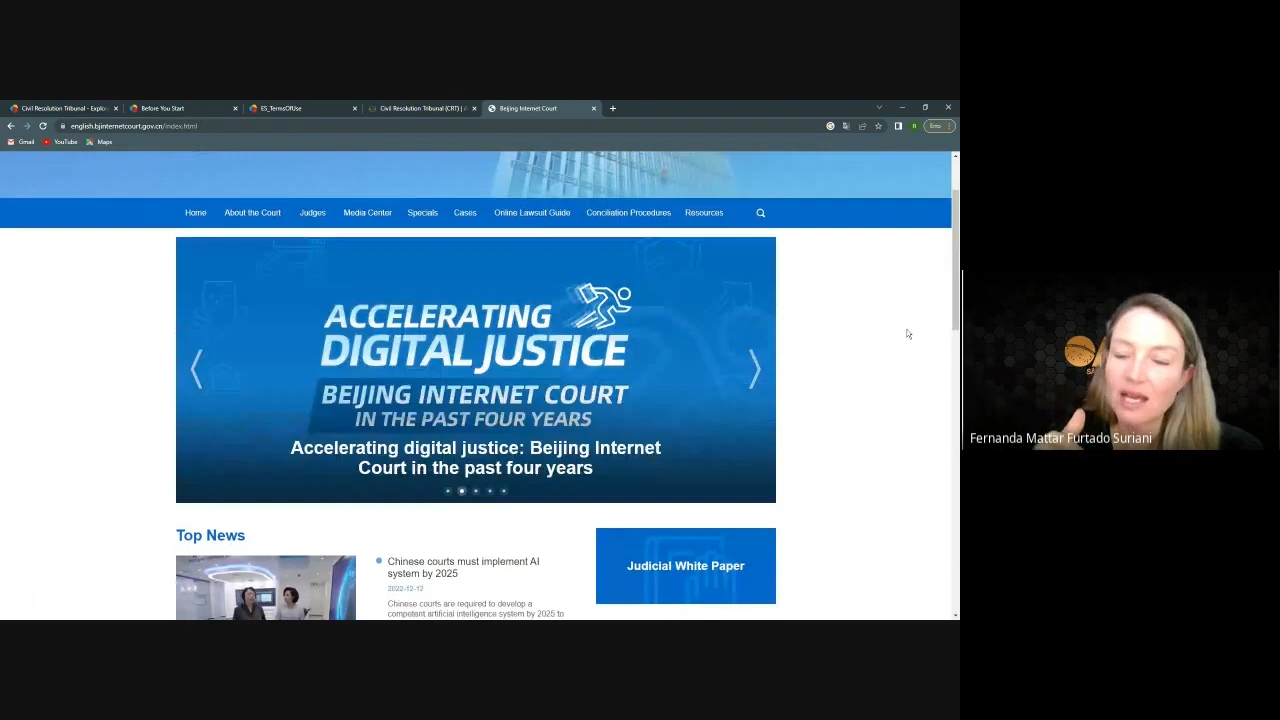 Civil Resolution Tribunal - Explor
Before You Start
ES_TermsOfUse
Civil Resolution Tribunal (CRT) |
Beijing Internet Court
english.bjinternetcourt.gov.cn/index.html
Erro
Gmail
YouTube
Maps
Home
About the Court
Judges
Media Center
Specials
Cases
Online Lawsuit Guide
Conciliation Procedures
Resources
ACCELERATING
DIGITAL JUSTICE
BEIJING INTERNET COURT
IN THE PAST FOUR YEARS
Accelerating digital justice: Beijing Internet
Court in the past four years
Top News
Chinese courts must implement AI
system by 2025
2022-12-12
Chinese courts are required to develop a
competent artificial intelligence system by 2025 to
Judicial White Paper
Fernanda Mattar Furtado Suriani